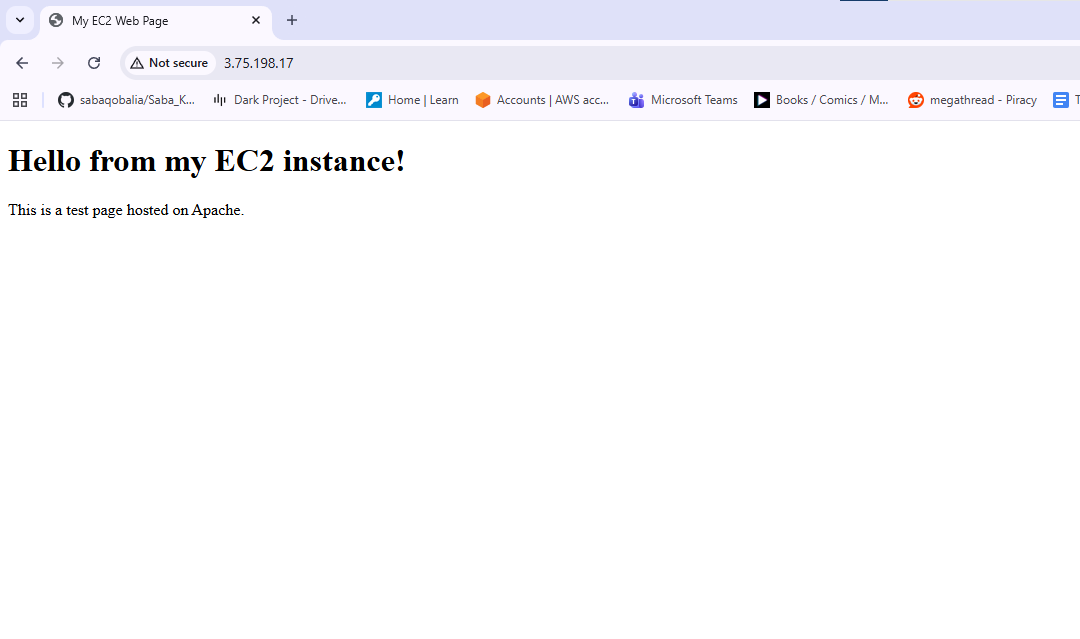 My EC2 Web Page
Not secure 3.75.198.17
sabaqobalia/Saba_K... Dark Project - Drive... Home | Learn Accounts | AWS acc... Microsoft Teams Books / Comics / M... megathread - Piracy T
Hello from my EC2 instance!
This is a test page hosted on Apache.